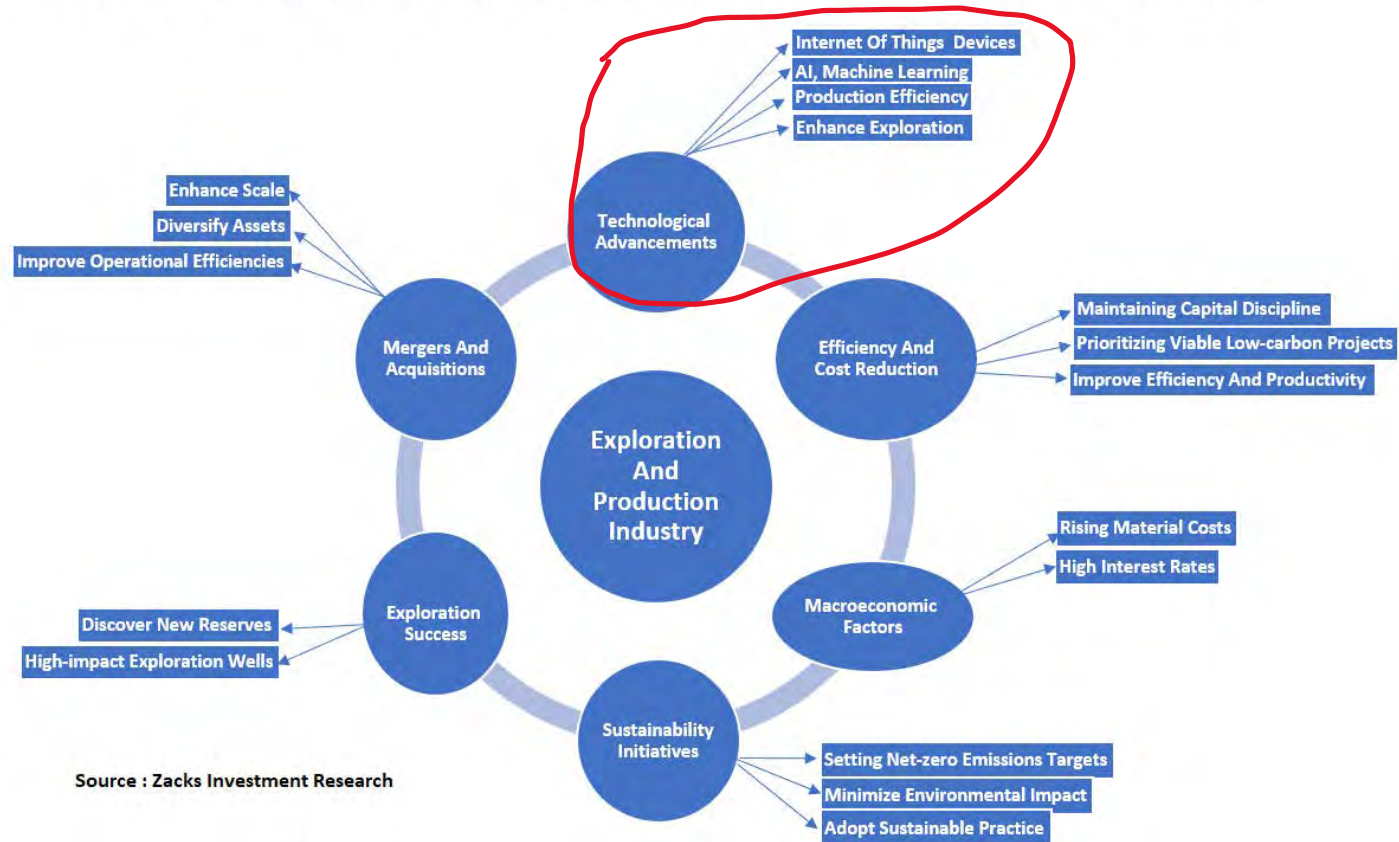 Internet Of Things  Devices
AI, Machine Learning
Production Efficiency
Enhance Exploration
Technological
Advancements
Enhance Scale
Diversify Assets
Improve Operational Efficiencies
Mergers And
Acquisitions
Efficiency And
Cost Reduction
Maintaining Capital Discipline
Prioritizing Viable Low-carbon Projects
Improve Efficiency And Productivity
Exploration
And
Production
Industry
Rising Material Costs
High Interest Rates
Macroeconomic
Factors
Exploration
Success
Discover New Reserves
High-impact Exploration Wells
Sustainability
Initiatives
Setting Net-zero Emissions Targets
Minimize Environmental Impact
Adopt Sustainable Practice
Source : Zacks Investment Research